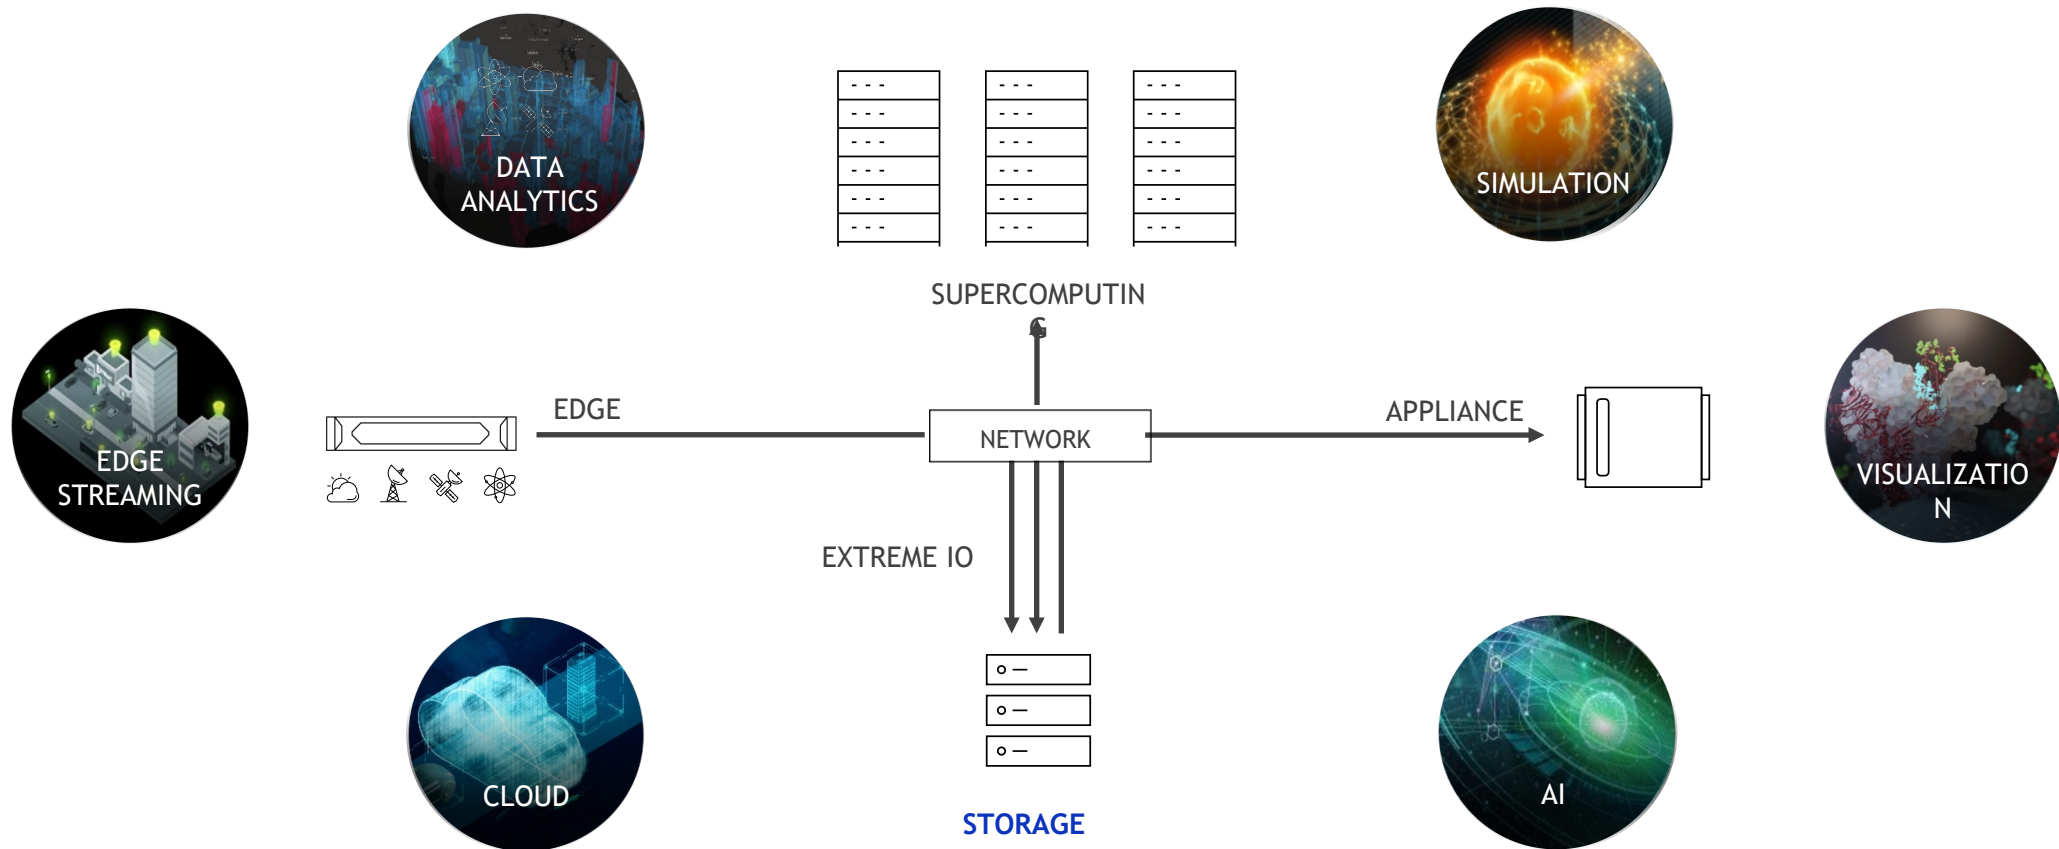 DATA
ANALYTICS
SIMULATION
SUPERCOMPUTIN
G
EDGE
STREAMING
EDGE
NETWORK
APPLIANCE
VISUALIZATIO
N
EXTREME IO
CLOUD
STORAGE
AI